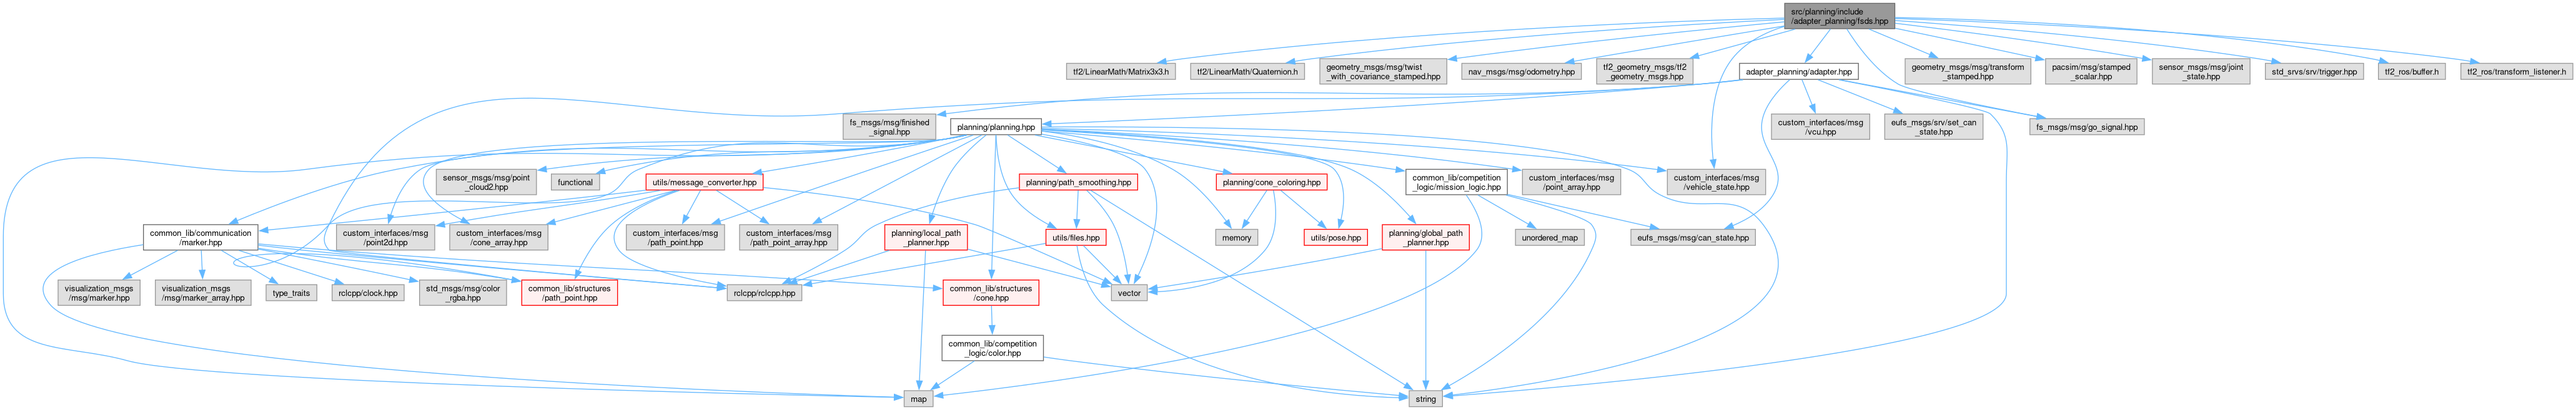 src/planning/include
/adapter_planning/fsds.hpp
tf2/LinearMath/Matrix3x3.h
tf2/LinearMath/Quaternion.h
geometry_msgs/msg/twist
_with_covariance_stamped.hpp
nav_msgs/msg/odometry.hpp
tf2_geometry_msgs/tf2
_geometry_msgs.hpp
adapter_planning/adapter.hpp
geometry_msgs/msg/transform
_stamped.hpp
pacsim/msg/stamped
_scalar.hpp
sensor_msgs/msg/joint
_state.hpp
std_srvs/srv/trigger.hpp
tf2_ros/buffer.h
tf2_ros/transform_listener.h
fs_msgs/msg/finished
_signal.hpp
planning/planning.hpp
custom_interfaces/msg
/vcu.hpp
eufs_msgs/srv/set_can
_state.hpp
fs_msgs/msg/go_signal.hpp
sensor_msgs/msg/point
_cloud2.hpp
functional
utils/message_converter.hpp
planning/path_smoothing.hpp
planning/cone_coloring.hpp
common_lib/competition
_logic/mission_logic.hpp
custom_interfaces/msg
/point_array.hpp
custom_interfaces/msg
/vehicle_state.hpp
common_lib/communication
/marker.hpp
custom_interfaces/msg
/point2d.hpp
custom_interfaces/msg
/cone_array.hpp
custom_interfaces/msg
/path_point.hpp
custom_interfaces/msg
/path_point_array.hpp
planning/local_path
_planner.hpp
utils/files.hpp
memory
utils/pose.hpp
planning/global_path
_planner.hpp
unordered_map
eufs_msgs/msg/can_state.hpp
visualization_msgs
/msg/marker.hpp
visualization_msgs
/msg/marker_array.hpp
type_traits
rclcpp/clock.hpp
std_msgs/msg/color
_rgba.hpp
common_lib/structures
/path_point.hpp
rclcpp/rclcpp.hpp
common_lib/structures
/cone.hpp
vector
common_lib/competition
_logic/color.hpp
map
string